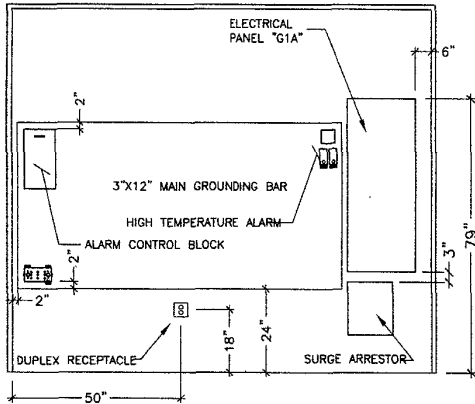 ELECTRICAL
PANEL "G1A"
6"
2"
3"X12" MAIN GROUNDING BAR
HIGH TEMPERATURE ALARM
ALARM CONTROL BLOCK
2"
3"
79"
2"
18"
24"
DUPLEX RECEPTACLE
SURGE ARRESTOR
50"